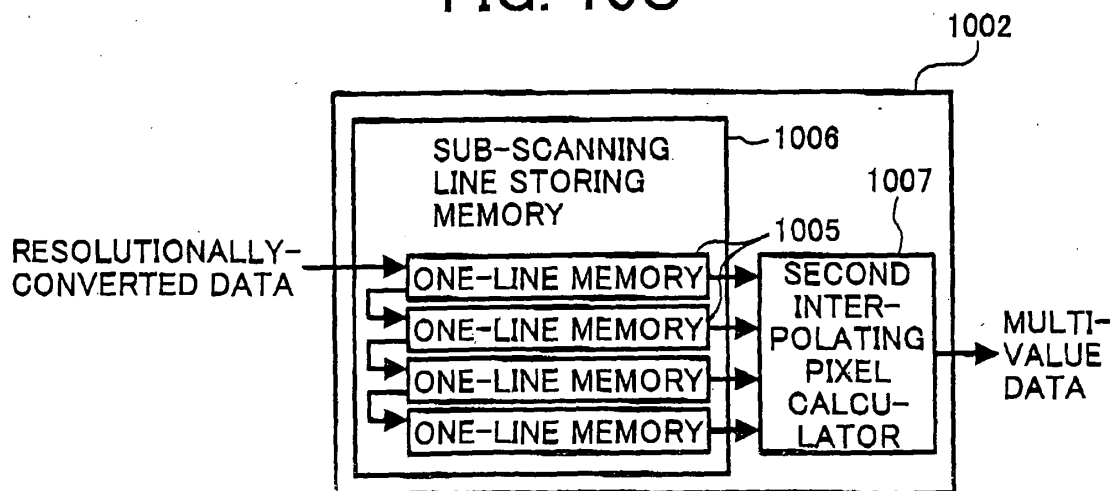 1002
SUB-SCANNING
LINE STORING
MEMORY
1006
1007
RESOLUTIONALLY-
CONVERTED DATA
1005
ONE-LINE MEMORY
ONE-LINE MEMORY
ONE-LINE MEMORY
ONE-LINE MEMORY
SECOND
INTER-
POLATING
PIXEL
CALCU-
LATOR
MULTI-
VALUE
DATA